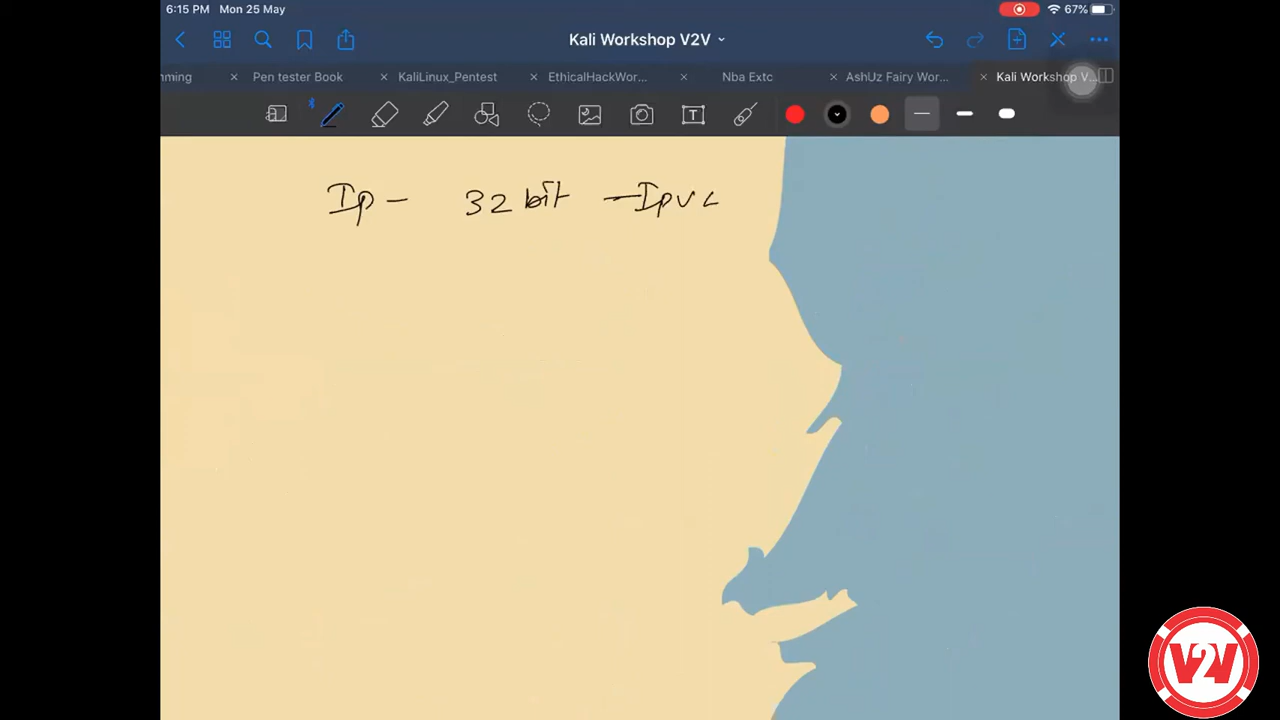 6:15 PM Mon 25 May 67%
Kali Workshop V2V
nming Pen tester Book KaliLinux_Pentest EthicalHackWor... Nba Extc AshUz Fairy Wor... Kali Workshop V...
T
Ip - 32 bit - Ipv
V2V